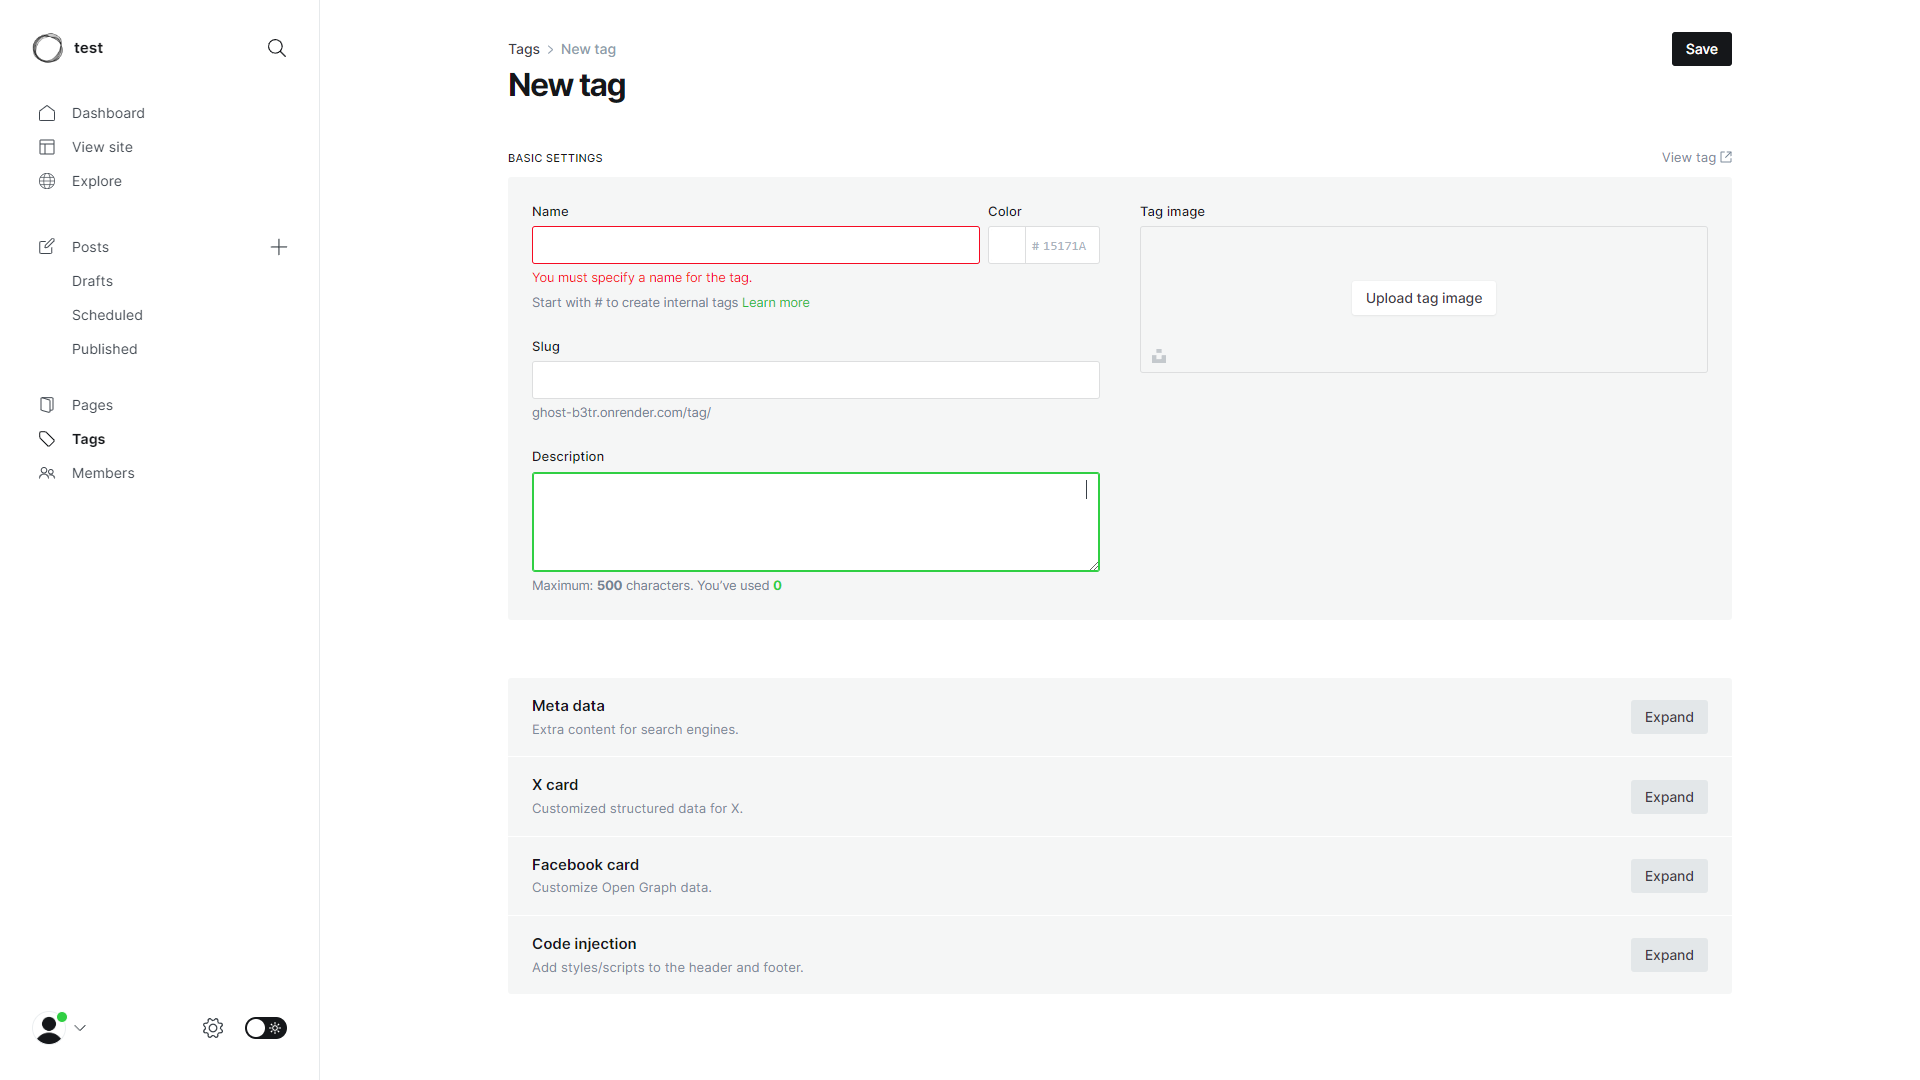 test
Dashboard
View site
Explore
Posts
Drafts
Scheduled
Published
Pages
Tags
Members
Tags > New tag
Save
New tag
BASIC SETTINGS
View tag
Name
Color
Tag image
# 15171A
You must specify a name for the tag.
Start with # to create internal tags Learn more
Upload tag image
Slug
ghost-b3tr.onrender.com/tag/
Description
Maximum: 500 characters. You’ve used 0
Meta data
Extra content for search engines.
Expand
X card
Customized structured data for X.
Expand
Facebook card
Customize Open Graph data.
Expand
Code injection
Add styles/scripts to the header and footer.
Expand